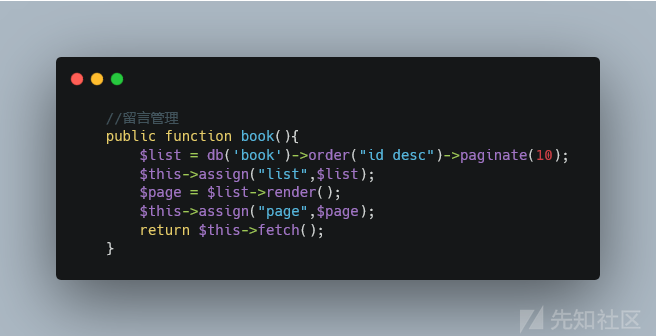 //留言管理
public function book(){
    $list = db('book')->order("id desc")->paginate(10);
    $this->assign("list",$list);
    $page = $list->render();
    $this->assign("page",$page);
    return $this->fetch();
}
先知社区